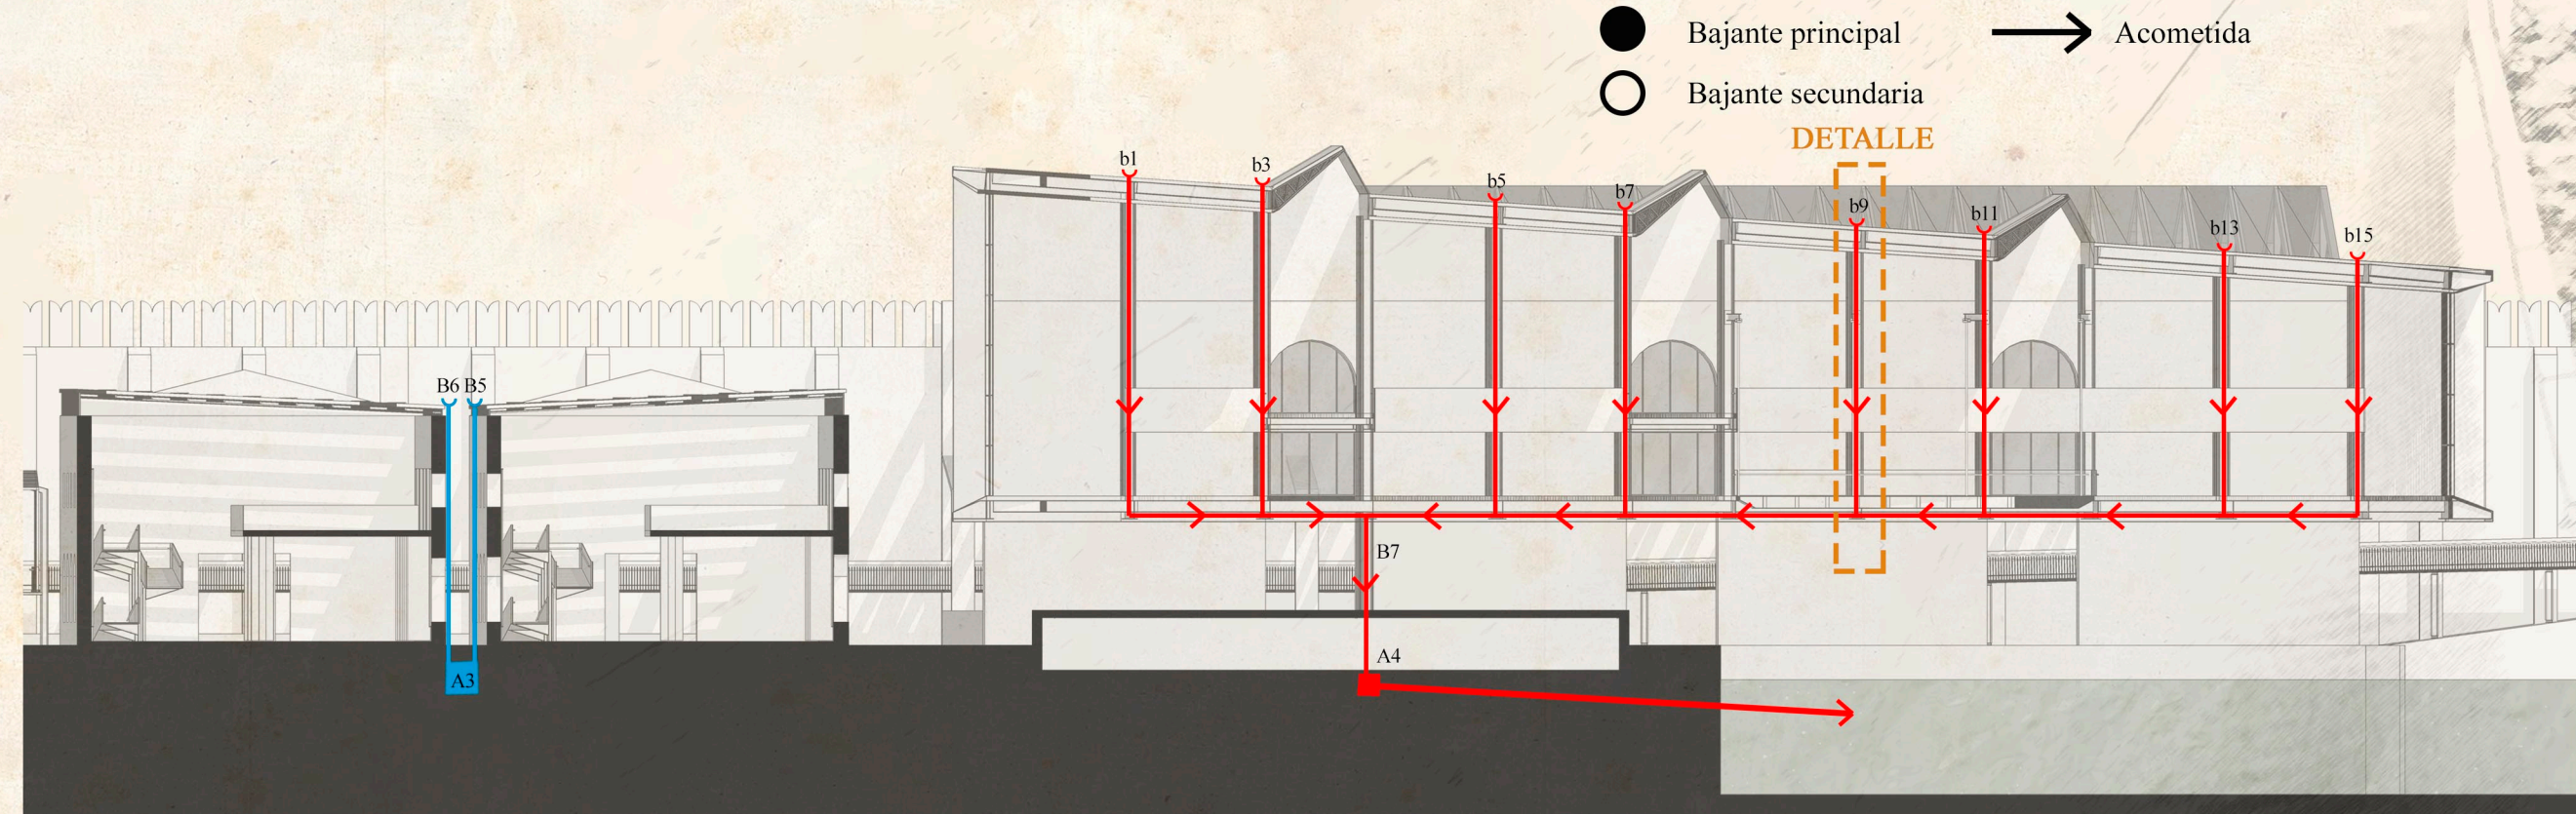 Bajante principal
Acometida
Bajante secundaria
DETALLE
b1
b3
b5
b7
b9
b11
b13
b15
B6 B5
B7
A4
A3